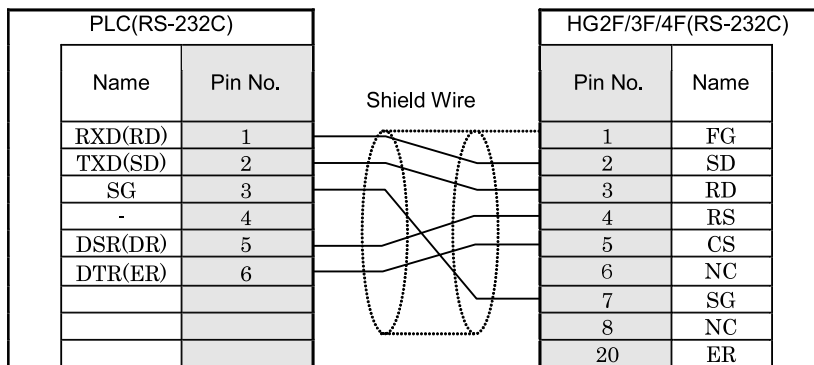 PLC(RS-232C)
HG2F/3F/4F(RS-232C)
Name Pin No.
Shield Wire
Pin No. Name
RXD(RD) 1 1 FG
TXD(SD) 2 2 SD
SG 3 3 RD
- 4 4 RS
DSR(DR) 5 5 CS
DTR(ER) 6 6 NC
7 SG
8 NC
20 ER